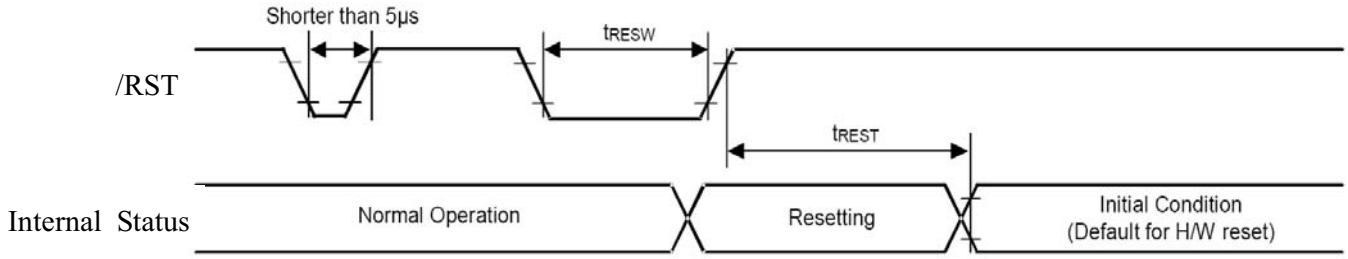 Shorter than 5µs
tRESW
/RST
tREST
Internal Status
Normal Operation
Resetting
Initial Condition
(Default for H/W reset)